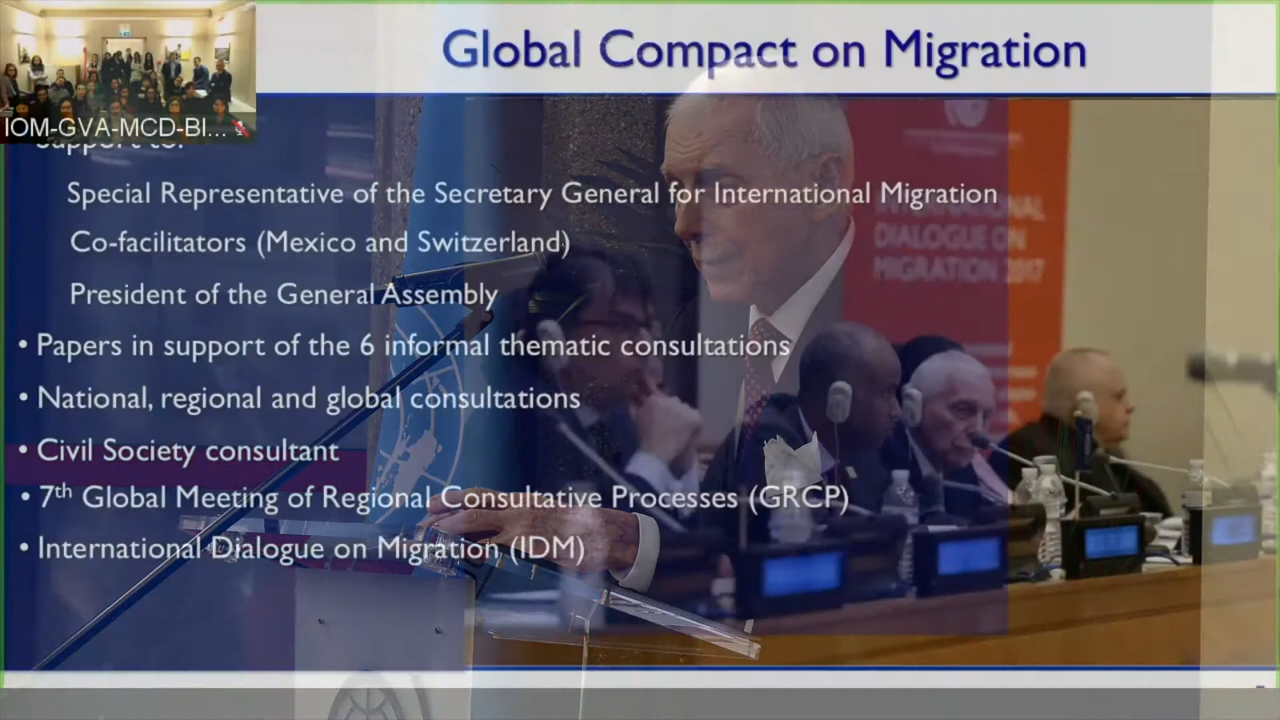 Global Compact on Migration
IOM-GVA-MCD-BI...
Support to:
Special Representative of the Secretary General for International Migration
Co-facilitators (Mexico and Switzerland)
President of the General Assembly
• Papers in support of the 6 informal thematic consultations
• National, regional and global consultations
• Civil Society consultant
• 7th Global Meeting of Regional Consultative Processes (GRCP)
• International Dialogue on Migration (IDM)
INTERNATIONAL
DIALOGUE ON
MIGRATION 2017